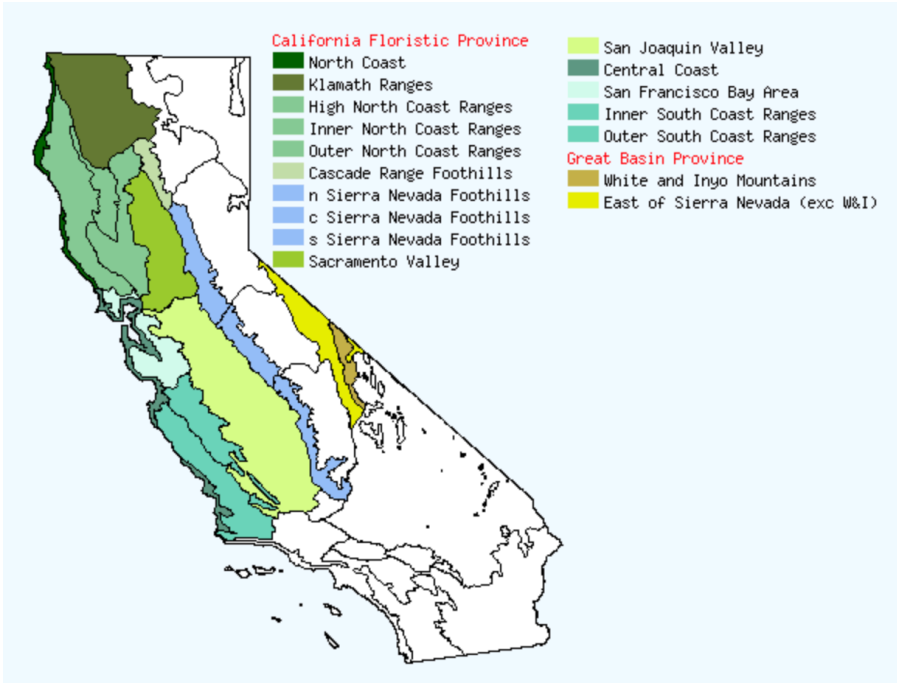 California Floristic Province
North Coast
Klamath Ranges
High North Coast Ranges
Inner North Coast Ranges
Outer North Coast Ranges
Cascade Range Foothills
n Sierra Nevada Foothills
c Sierra Nevada Foothills
s Sierra Nevada Foothills
Sacramento Valley
San Joaquin Valley
Central Coast
San Francisco Bay Area
Inner South Coast Ranges
Outer South Coast Ranges
Great Basin Province
White and Inyo Mountains
East of Sierra Nevada (exc W&I)